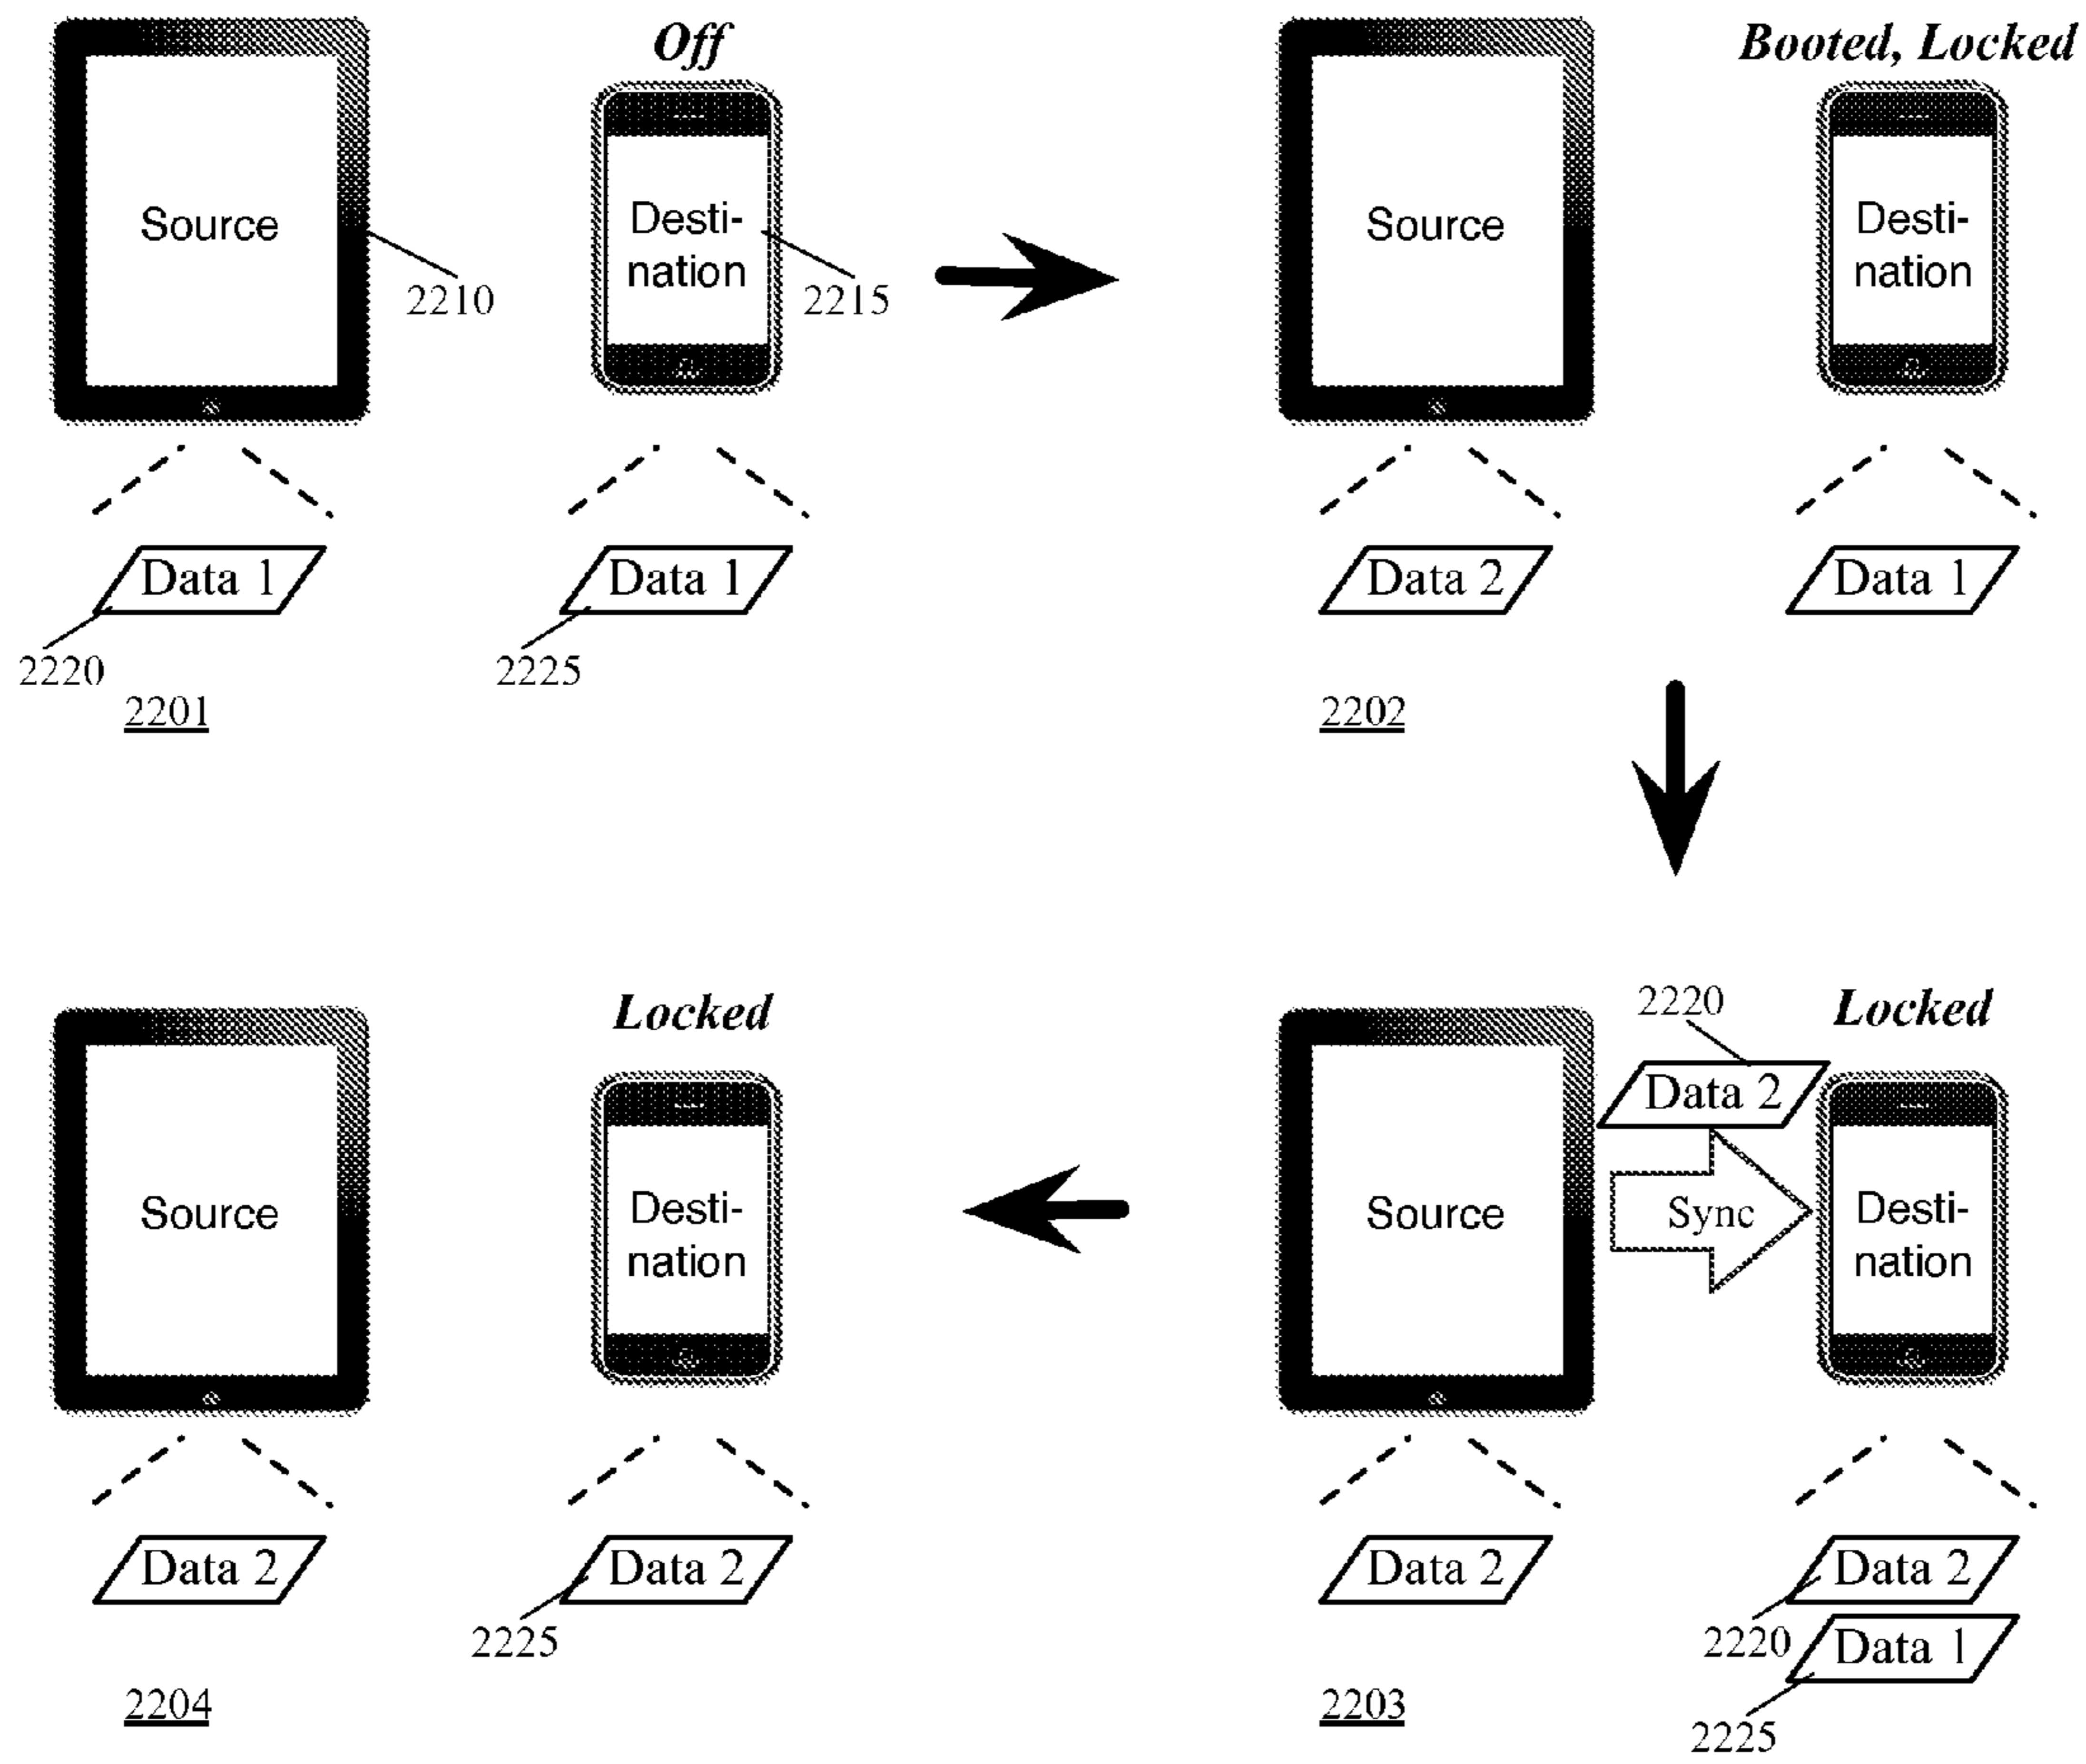 Off
Source
Desti-
nation
2210
2215
Data 1
Data 1
2220
2225
2201
Booted, Locked
Source
Desti-
nation
Data 2
Data 1
2202
2220
Locked
Data 2
Source
Sync
Desti-
nation
Data 2
Data 2
2220
Data 1
2225
2203
Locked
Source
Desti-
nation
Data 2
Data 2
2225
2204